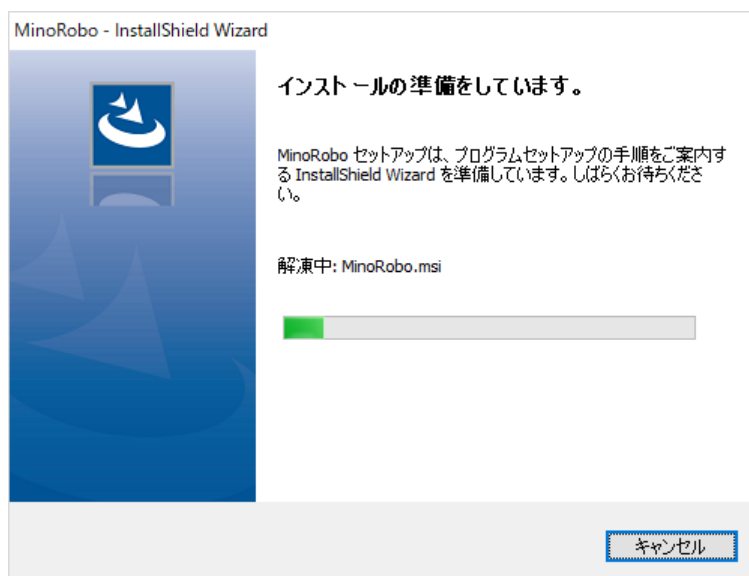 MinoRobo - InstallShield Wizard
インストールの準備をしています。
MinoRobo セットアップは、プログラムセットアップの手順をご案内す
る InstallShield Wizard を準備しています。しばらくお待ちくださ
い。
解凍中: MinoRobo.msi
キャンセル